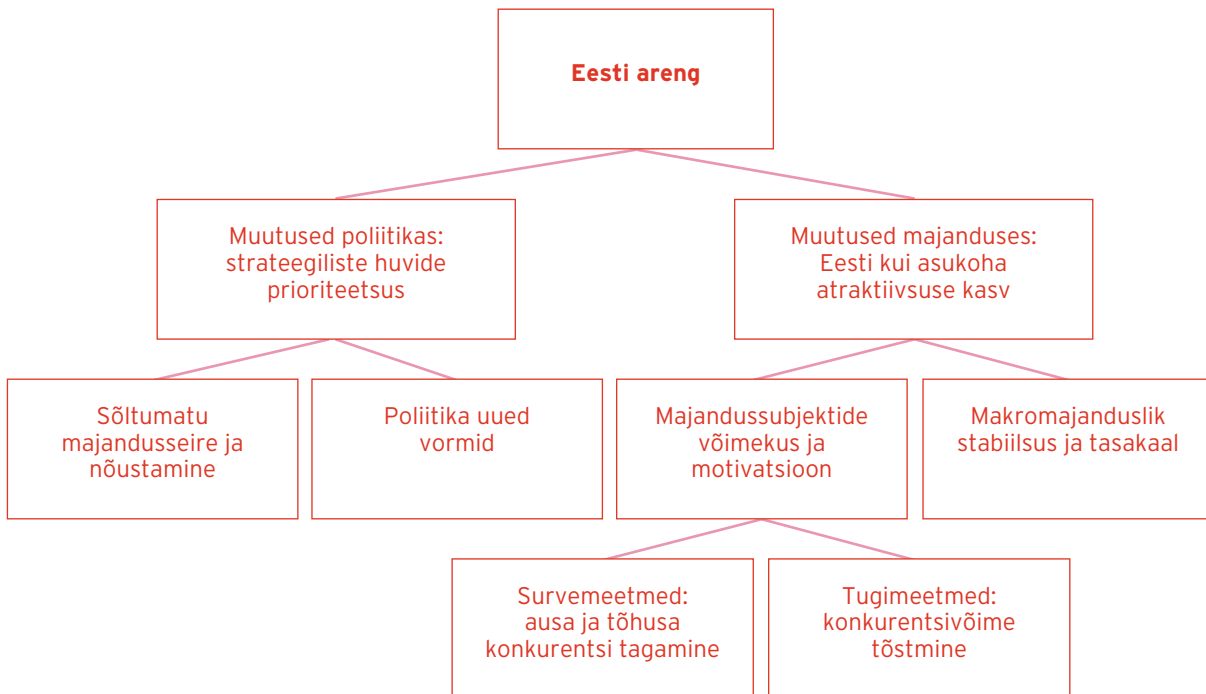 Eesti areng
Muutused poliitikas:
strateegiliste huvide
prioriteetsus
Muutused majanduses:
Eesti kui asukoha
atraktiivsuse kasv
Sõltumatu
majandusseire ja
nõustamine
Poliitika uued
vormid
Majandussubjektide
võimekus ja
motivatsioon
Makromajanduslik
stabiilsus ja tasakaal
Survemeetmed:
ausa ja tõhusa
konkurentsi tagamine
Tugimeetmed:
konkurentsivõime
tõstmine